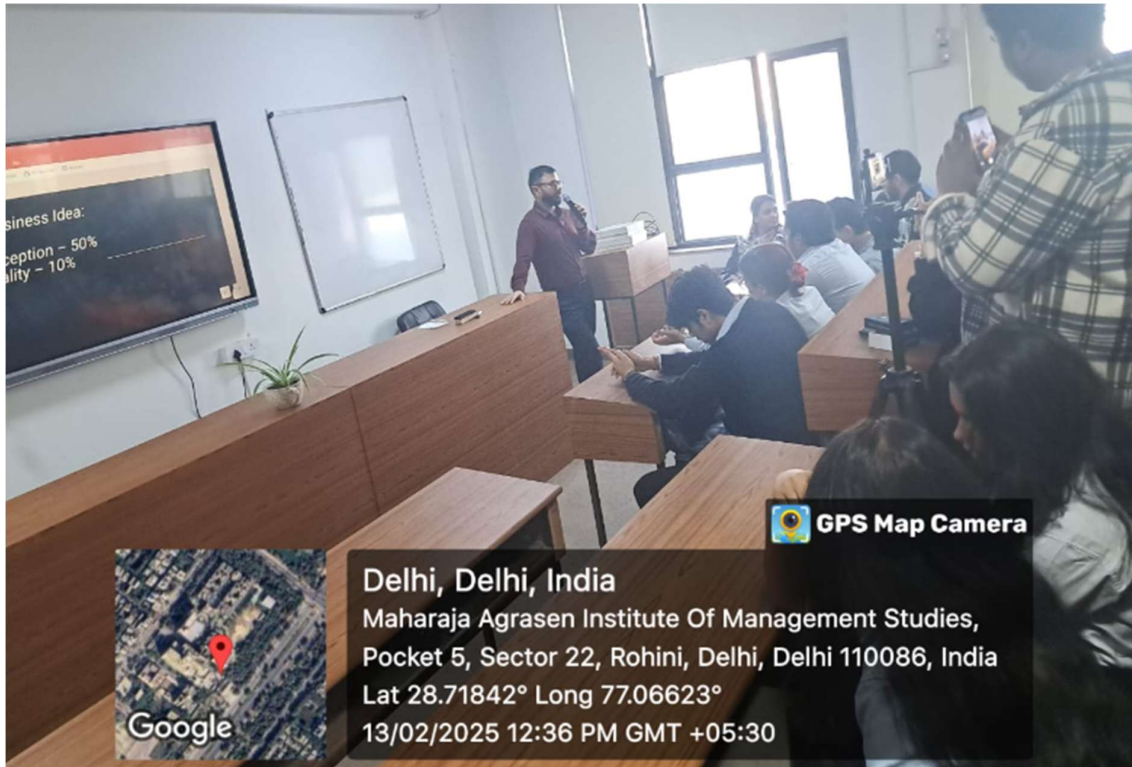 siness Idea:
ception – 50%
ality – 10%
GPS Map Camera
Delhi, Delhi, India
Maharaja Agrasen Institute Of Management Studies,
Pocket 5, Sector 22, Rohini, Delhi, Delhi 110086, India
Lat 28.71842° Long 77.06623°
13/02/2025 12:36 PM GMT +05:30
Google